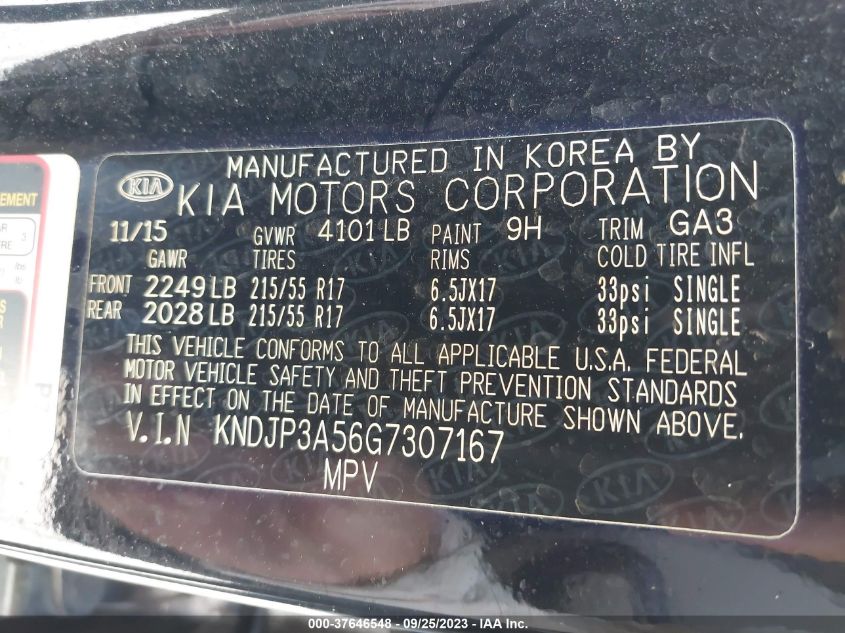 MANUFACTURED IN KOREA BY
KIA KIA MOTORS CORPORATION
11/15 GVWR 4101 LB PAINT 9H TRIM GA3
GAWR TIRES RIMS COLD TIRE INFL
FRONT 2249 LB 215/55 R17 6.5JX17 33psi SINGLE
REAR 2028 LB 215/55 R17 6.5JX17 33psi SINGLE
THIS VEHICLE CONFORMS TO ALL APPLICABLE U.S.A. FEDERAL
MOTOR VEHICLE SAFETY AND THEFT PREVENTION STANDARDS
IN EFFECT ON THE DATE OF MANUFACTURE SHOWN ABOVE.
V.I.N KNDJP3A56G7307167
MPV
000-37646548 - 09/25/2023 - IAAI.COM